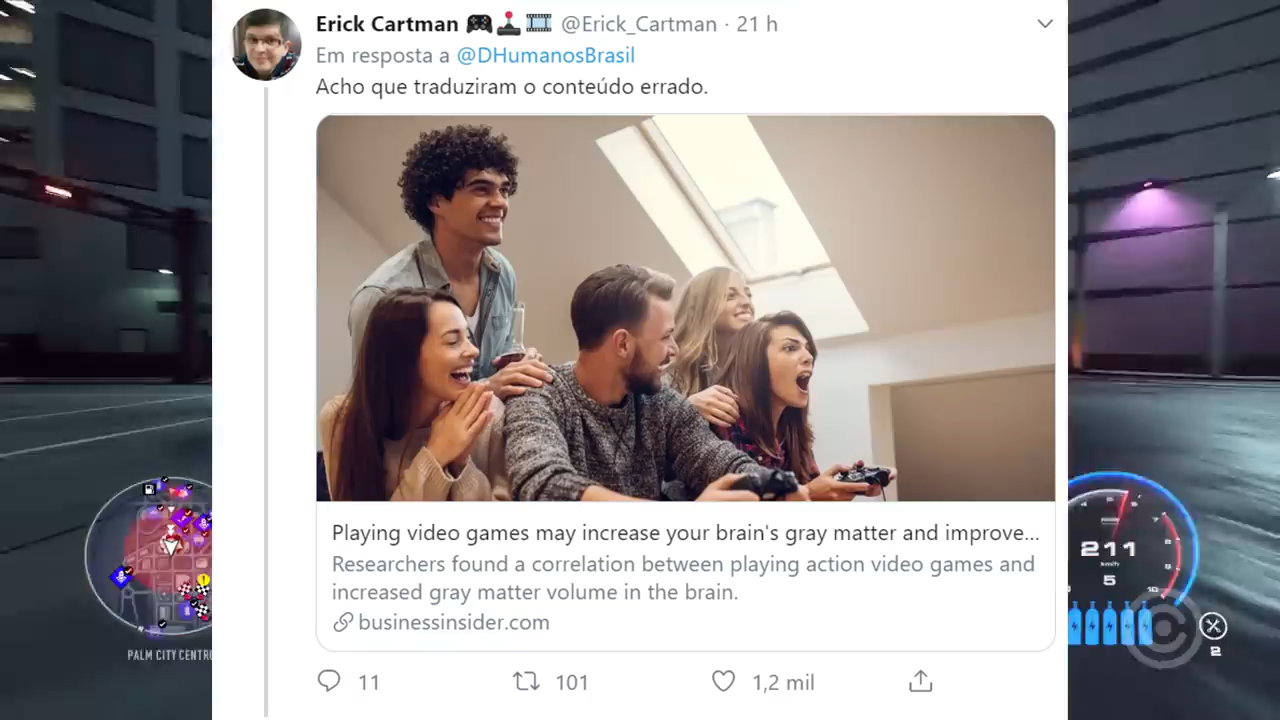 Erick Cartman @Erick_Cartman · 21 h
Em resposta a @DHumanosBrasil
Acho que traduziram o conteúdo errado.
Playing video games may increase your brain's gray matter and improve...
Researchers found a correlation between playing action video games and
increased gray matter volume in the brain.
businessinsider.com
11 101 1,2 mil
PALM CITY CENTR
211
km/h
5
2